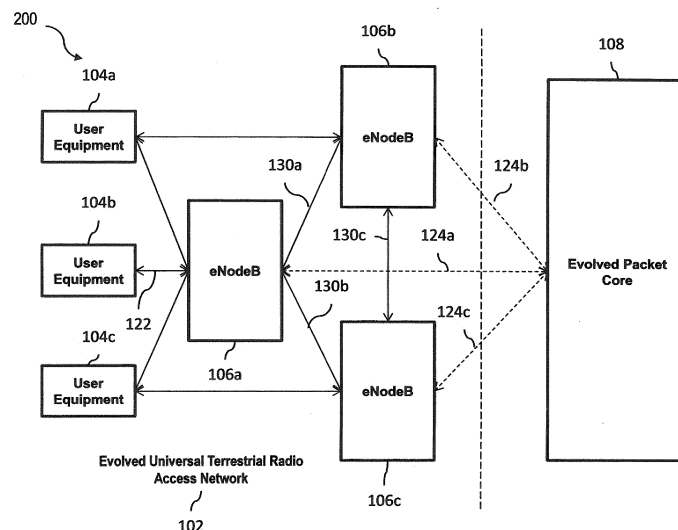 200
104a
User
Equipment
104b
User
Equipment
122
104c
User
Equipment
eNodeB
106a
106b
eNodeB
130a
130c
124a
130b
eNodeB
106c
124b
124c
108
Evolved Packet
Core
Evolved Universal Terrestrial Radio
Access Network
102